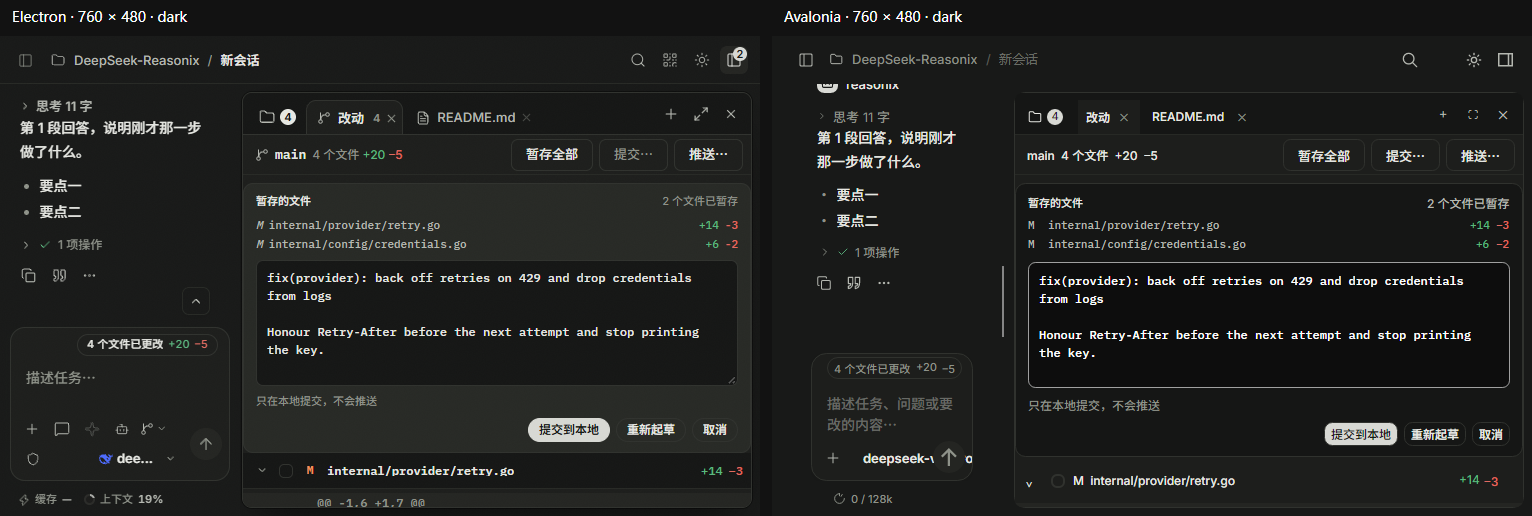 Electron · 760 × 480 · dark
DeepSeek-Reasonix / 新会话
2
思考 11 字
第 1 段回答，说明刚才那一步
做了什么。
要点一
要点二
1 项操作
4 个文件已更改 +20 −5
描述任务…
dee...
缓存 — 上下文 19%
4 改动 4 × README.md ×
main 4 个文件 +20 −5 暂存全部 提交… 推送…
暂存的文件 2 个文件已暂存
M internal/provider/retry.go +14 −3
M internal/config/credentials.go +6 −2
fix(provider): back off retries on 429 and drop credentials
from logs
Honour Retry-After before the next attempt and stop printing
the key.
只在本地提交，不会推送
提交到本地 重新起草 取消
M internal/provider/retry.go +14 −3
@@ -1,6 +1,7 @@
Avalonia · 760 × 480 · dark
DeepSeek-Reasonix / 新会话
reasonix
思考 11 字
第 1 段回答，说明刚才
那一步做了什么。
要点一
要点二
1 项操作
4 个文件已更改 +20 −5
描述任务、问题或要
改的内容…
0 / 128k
4 改动 × README.md ×
main 4 个文件 +20 −5 暂存全部 提交… 推送…
暂存的文件 2 个文件已暂存
M internal/provider/retry.go +14 −3
M internal/config/credentials.go +6 −2
fix(provider): back off retries on 429 and drop credentials
from logs
Honour Retry-After before the next attempt and stop printing
the key.
只在本地提交，不会推送
提交到本地 重新起草 取消
M internal/provider/retry.go +14 −3